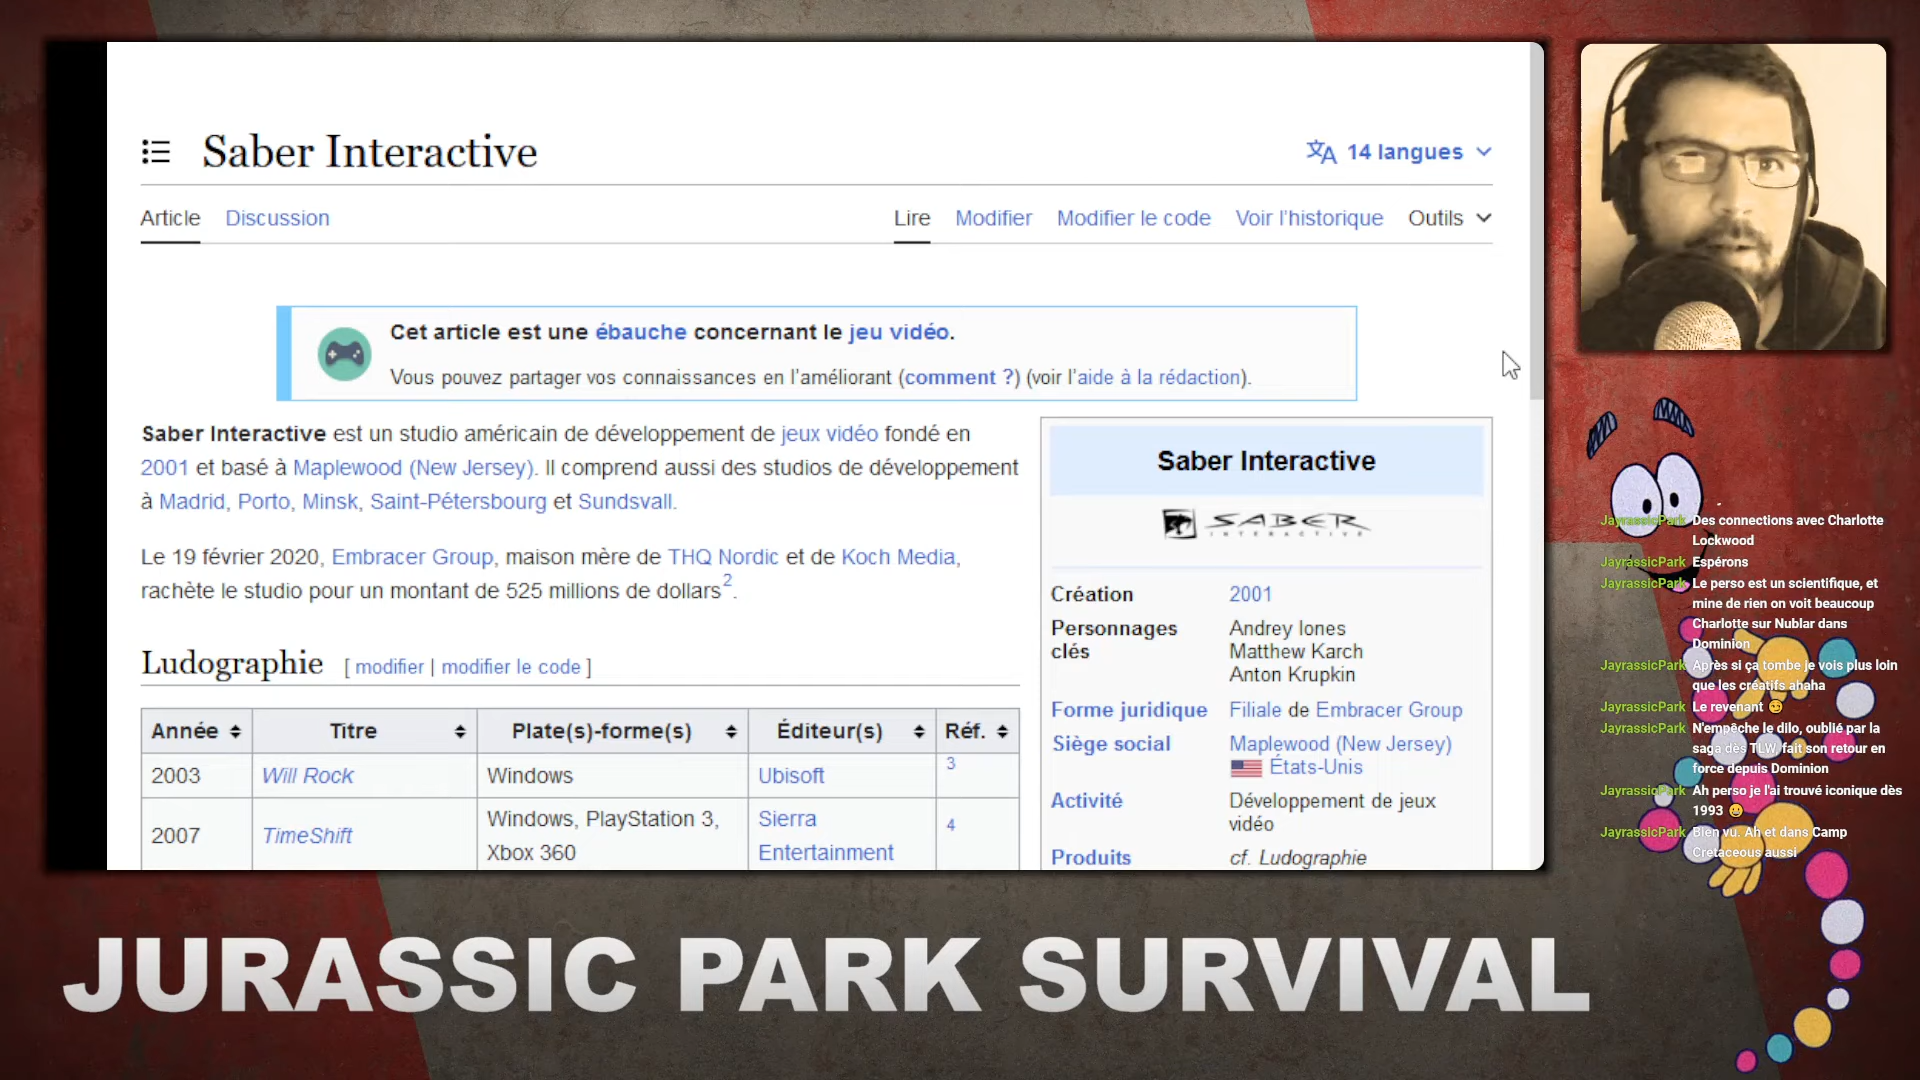 Saber Interactive
14 langues
Article Discussion Lire Modifier Modifier le code Voir l'historique Outils
Cet article est une ébauche concernant le jeu vidéo.
Vous pouvez partager vos connaissances en l'améliorant (comment ?) (voir l'aide à la rédaction).
Saber Interactive est un studio américain de développement de jeux vidéo fondé en
2001 et basé à Maplewood (New Jersey). Il comprend aussi des studios de développement
à Madrid, Porto, Minsk, Saint-Pétersbourg et Sundsvall.
Le 19 février 2020, Embracer Group, maison mère de THQ Nordic et de Koch Media,
rachète le studio pour un montant de 525 millions de dollars2.
Ludographie [ modifier | modifier le code ]
Année Titre Plate(s)-forme(s) Éditeur(s) Réf.
2003 Will Rock Windows Ubisoft 3
2007 TimeShift Windows, PlayStation 3, Xbox 360 Sierra Entertainment 4
Saber Interactive
SABER
INTERACTIVE
Création 2001
Personnages clés Andrey Iones
Matthew Karch
Anton Krupkin
Forme juridique Filiale de Embracer Group
Siège social Maplewood (New Jersey)
États-Unis
Activité Développement de jeux
vidéo
Produits cf. Ludographie
JayrassicPark Des connections avec Charlotte
Lockwood
JayrassicPark Espérons
JayrassicPark Le perso est un scientifique, et
mine de rien on voit beaucoup
Charlotte sur Nublar dans
Dominion
JayrassicPark Après si ça tombe je vois plus loin
que les créatifs ahaha
JayrassicPark Le revenant 😏
JayrassicPark N'empêche le dilo, oublié par la
saga dès TLW, fait son retour en
force depuis Dominion
JayrassicPark Ah perso je l'ai trouvé iconique dès
1993 😀
JayrassicPark Bien vu. Ah et dans Camp
Cretaceous aussi
JURASSIC PARK SURVIVAL